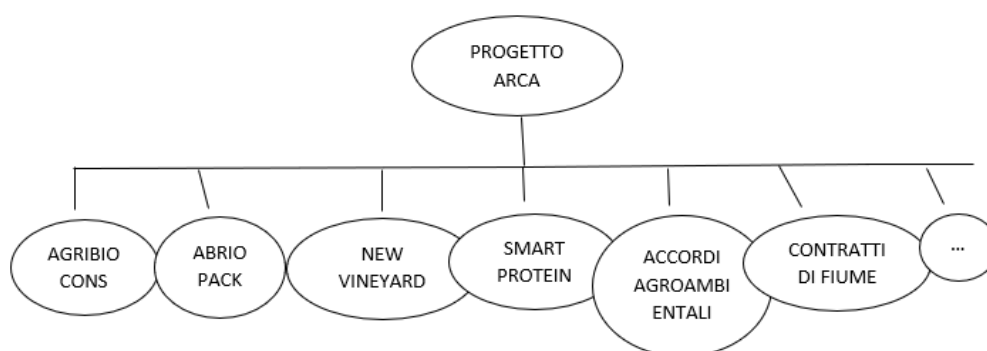 PROGETTO
ARCA
AGRIBIO
CONS
ABRIO
PACK
NEW
VINEYARD
SMART
PROTEIN
ACCORDI
AGROAMBI
ENTALI
CONTRATTI
DI FIUME
...